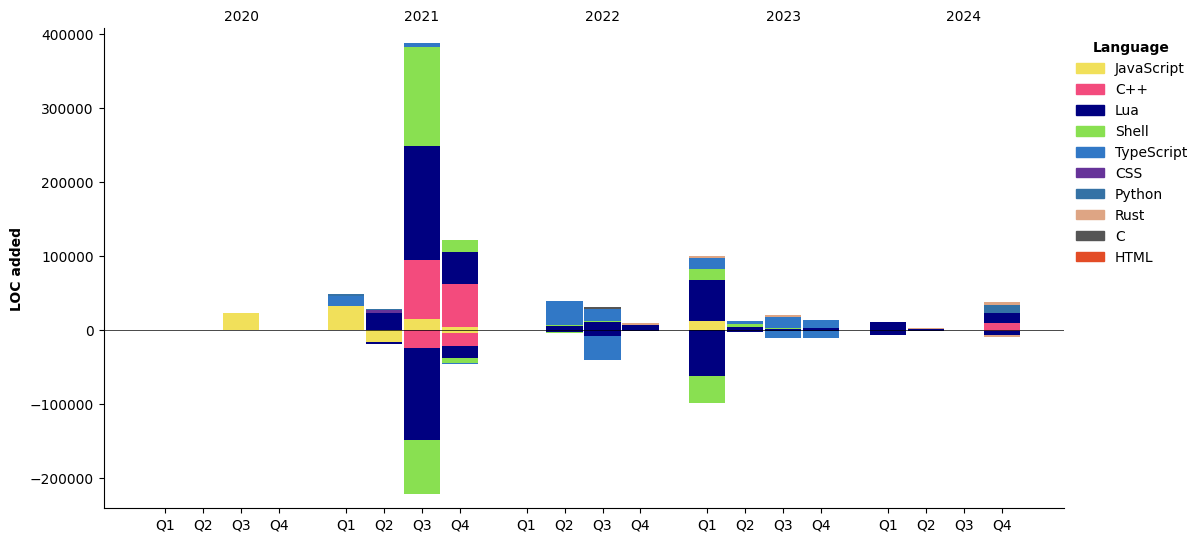 2020 2021 2022 2023 2024
400000
300000
200000
100000
0
−100000
−200000
LOC added
Q1 Q2 Q3 Q4 Q1 Q2 Q3 Q4 Q1 Q2 Q3 Q4 Q1 Q2 Q3 Q4 Q1 Q2 Q3 Q4
Language
JavaScript
C++
Lua
Shell
TypeScript
CSS
Python
Rust
C
HTML